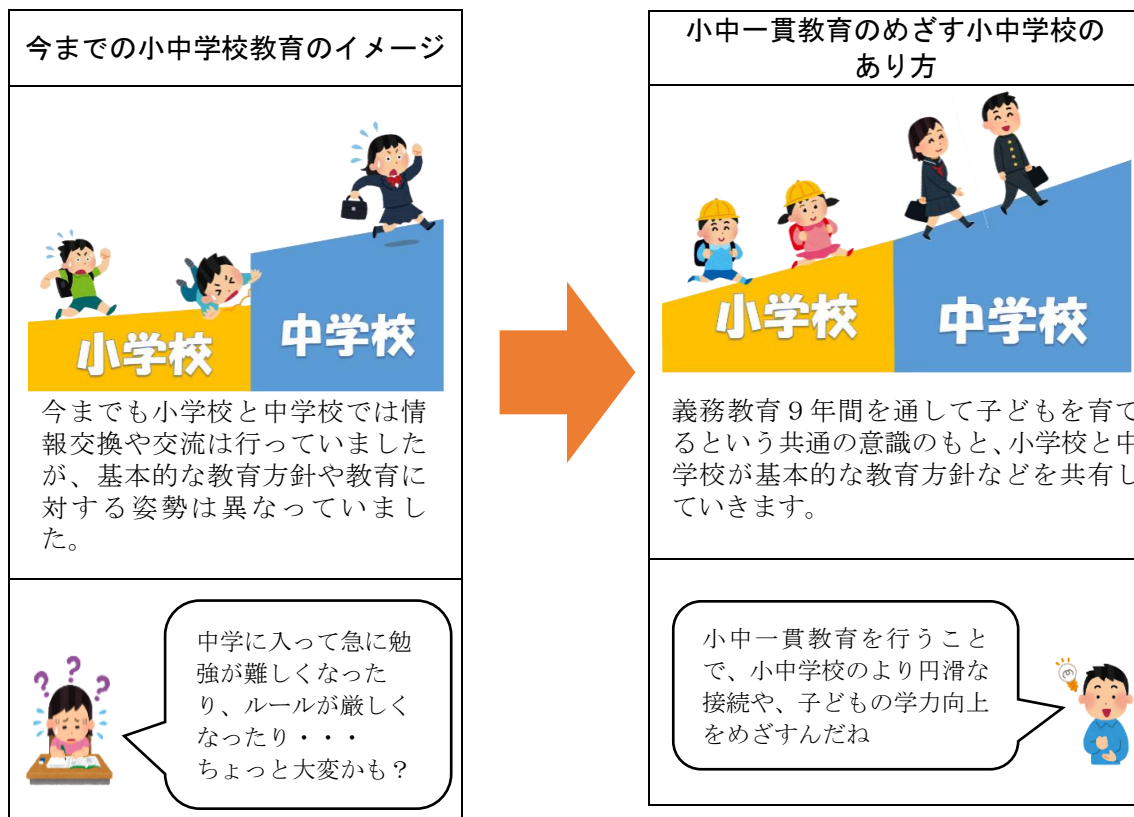 今までの小中学校教育のイメージ
小学校
中学校
今までも小学校と中学校では情
報交換や交流は行っていました
が、基本的な教育方針や教育に
対する姿勢は異なっていまし
た。
中学に入って急に勉
強が難しくなった
り、ルールが厳しく
なったり・・・
ちょっと大変かも？
小中一貫教育のめざす小中学校の
あり方
小学校
中学校
義務教育９年間を通して子どもを育て
るという共通の意識のもと、小学校と中
学校が基本的な教育方針などを共有し
ていきます。
小中一貫教育を行うこと
で、小中学校のより円滑な
接続や、子どもの学力向上
をめざすんだね